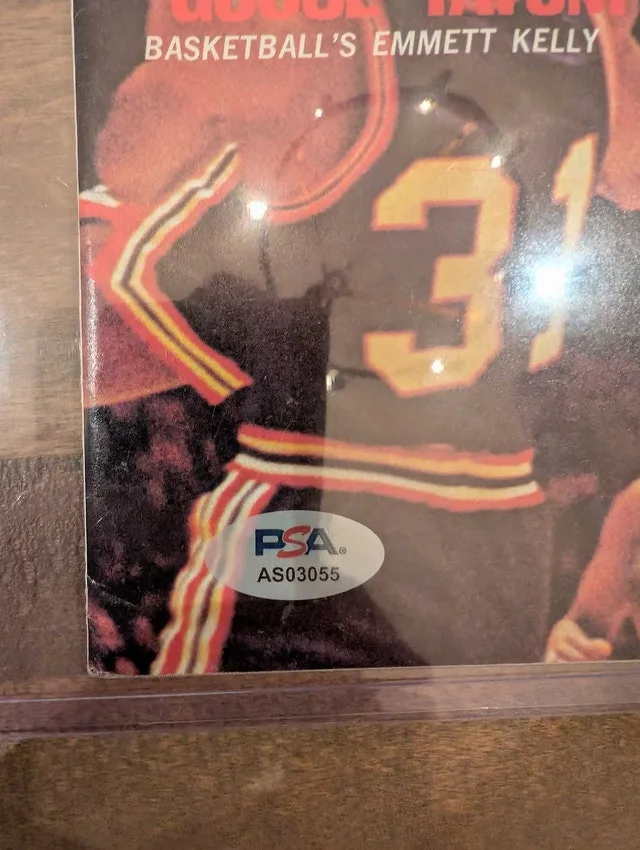 BASKETBALL'S EMMETT KELLY
31
PSA®
AS03055